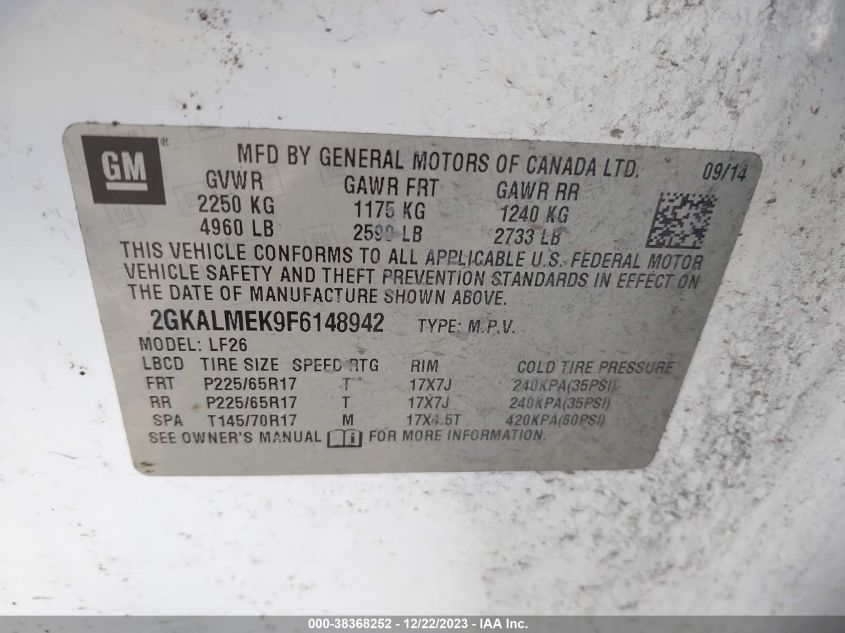 GM ®
MFD BY GENERAL MOTORS OF CANADA LTD. 09/14
GVWR GAWR FRT GAWR RR
2250 KG 1175 KG 1240 KG
4960 LB 2590 LB 2733 LB
THIS VEHICLE CONFORMS TO ALL APPLICABLE U.S. FEDERAL MOTOR
VEHICLE SAFETY AND THEFT PREVENTION STANDARDS IN EFFECT ON
THE DATE OF MANUFACTURE SHOWN ABOVE.
2GKALMEK9F6148942 TYPE: M.P.V.
MODEL: LF26
LBCD TIRE SIZE SPEED RTG RIM COLD TIRE PRESSURE
FRT P225/65R17 T 17X7J 240KPA(35PSI)
RR P225/65R17 T 17X7J 240KPA(35PSI)
SPA T145/70R17 M 17X4.5T 420KPA(60PSI)
SEE OWNER'S MANUAL FOR MORE INFORMATION.
000-38368252 - 12/22/2023 - IAA Inc.